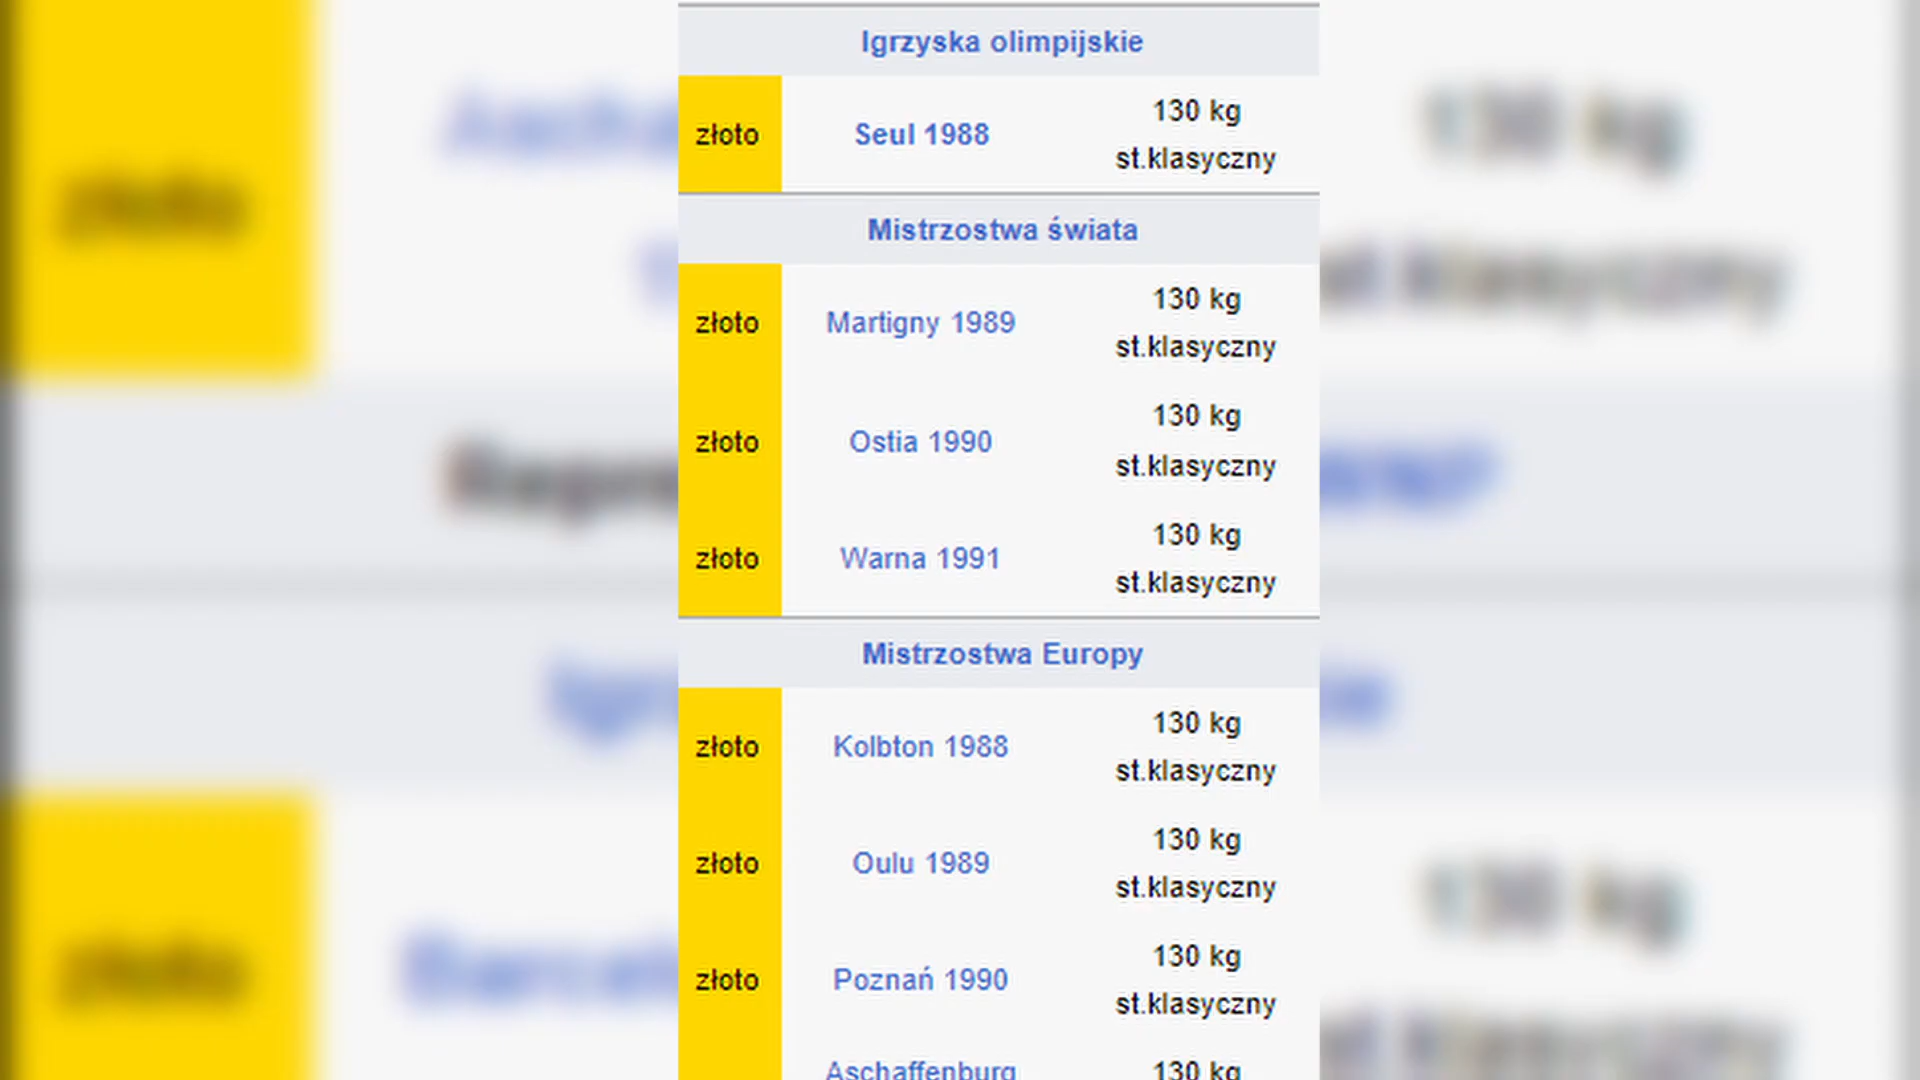 Igrzyska olimpijskie
złoto Seul 1988 130 kg
st.klasyczny
Mistrzostwa świata
złoto Martigny 1989 130 kg
st.klasyczny
złoto Ostia 1990 130 kg
st.klasyczny
złoto Warna 1991 130 kg
st.klasyczny
Mistrzostwa Europy
złoto Kolbton 1988 130 kg
st.klasyczny
złoto Oulu 1989 130 kg
st.klasyczny
złoto Poznań 1990 130 kg
st.klasyczny
Aschaffenburg 130 kg